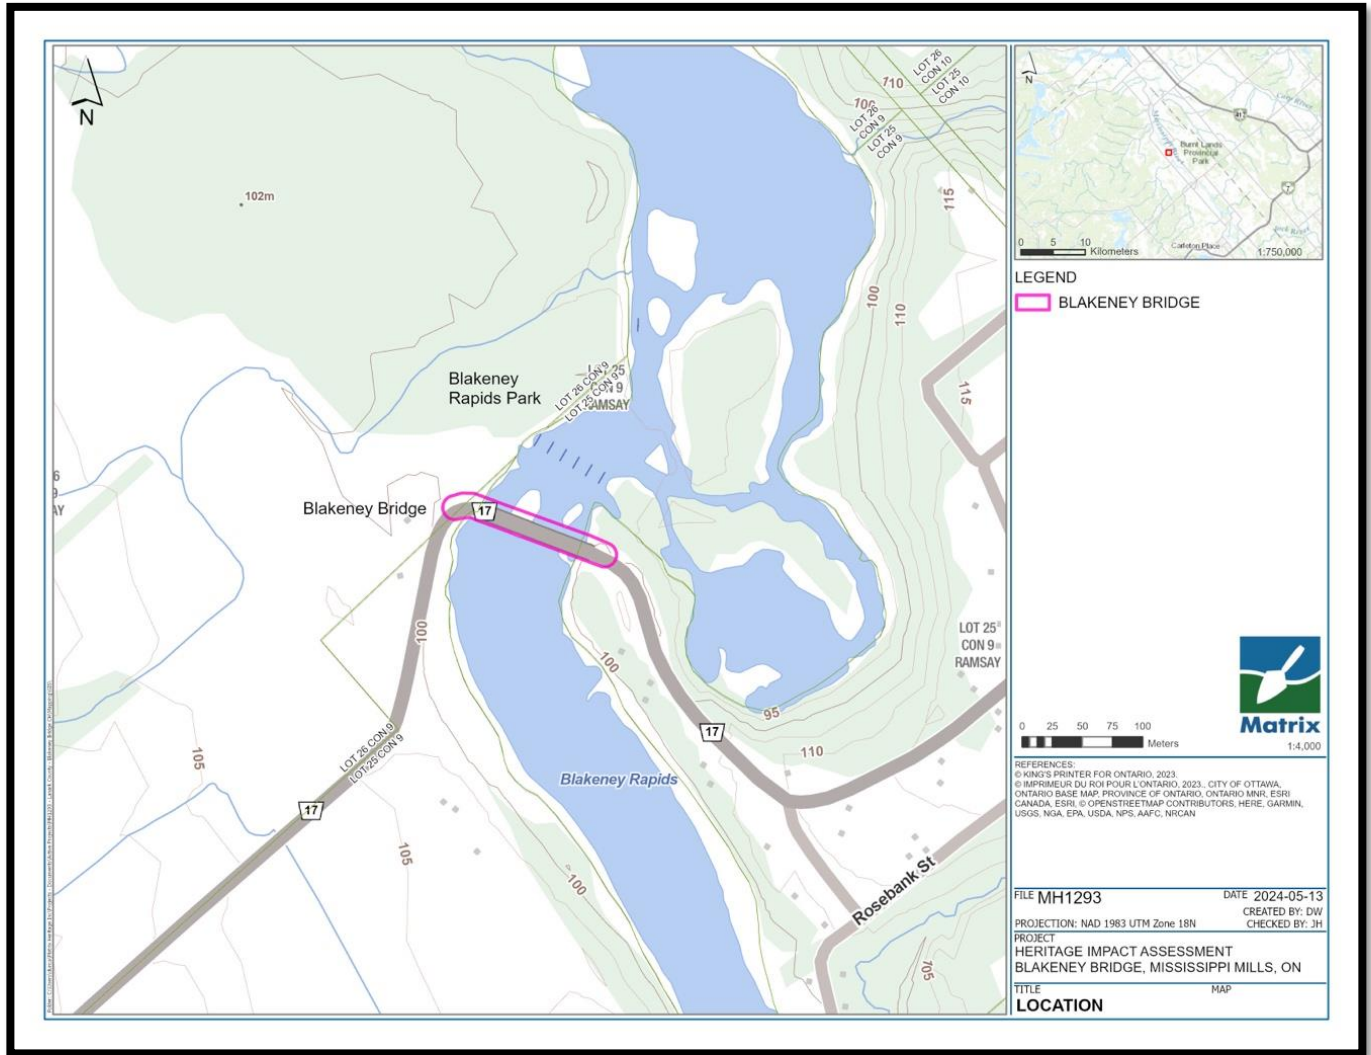 N
102m
Blakeney
Rapids Park
LOT 26 CON 9
LOT 25 CON 9
RAMSAY
Blakeney Bridge
17
100
LOT 26 CON 9
LOT 25 CON 9
105
17
105
100
Blakeney Rapids
100
17
95
110
Rosebank St
105
LOT 25
CON 9
RAMSAY
115
100
110
115
110
LOT 26
CON 10
LOT 25
CON 10
LOT 26
CON 9
LOT 25
CON 9
N
Burnt Lands
Provincial
Park
Carleton Place
0 5 10
Kilometers
1:750,000
LEGEND
BLAKENEY BRIDGE
Matrix
0 25 50 75 100
Meters
1:4,000
REFERENCES:
© KING'S PRINTER FOR ONTARIO, 2023.
© IMPRIMEUR DU ROI POUR L'ONTARIO, 2023., CITY OF OTTAWA,
ONTARIO BASE MAP, PROVINCE OF ONTARIO, ONTARIO MNR, ESRI
CANADA, ESRI, © OPENSTREETMAP CONTRIBUTORS, HERE, GARMIN,
USGS, NGA, EPA, USDA, NPS, AAFC, NRCAN
FILE MH1293
DATE 2024-05-13
CREATED BY: DW
PROJECTION: NAD 1983 UTM Zone 18N
CHECKED BY: JH
PROJECT
HERITAGE IMPACT ASSESSMENT
BLAKENEY BRIDGE, MISSISSIPPI MILLS, ON
TITLE
MAP
LOCATION